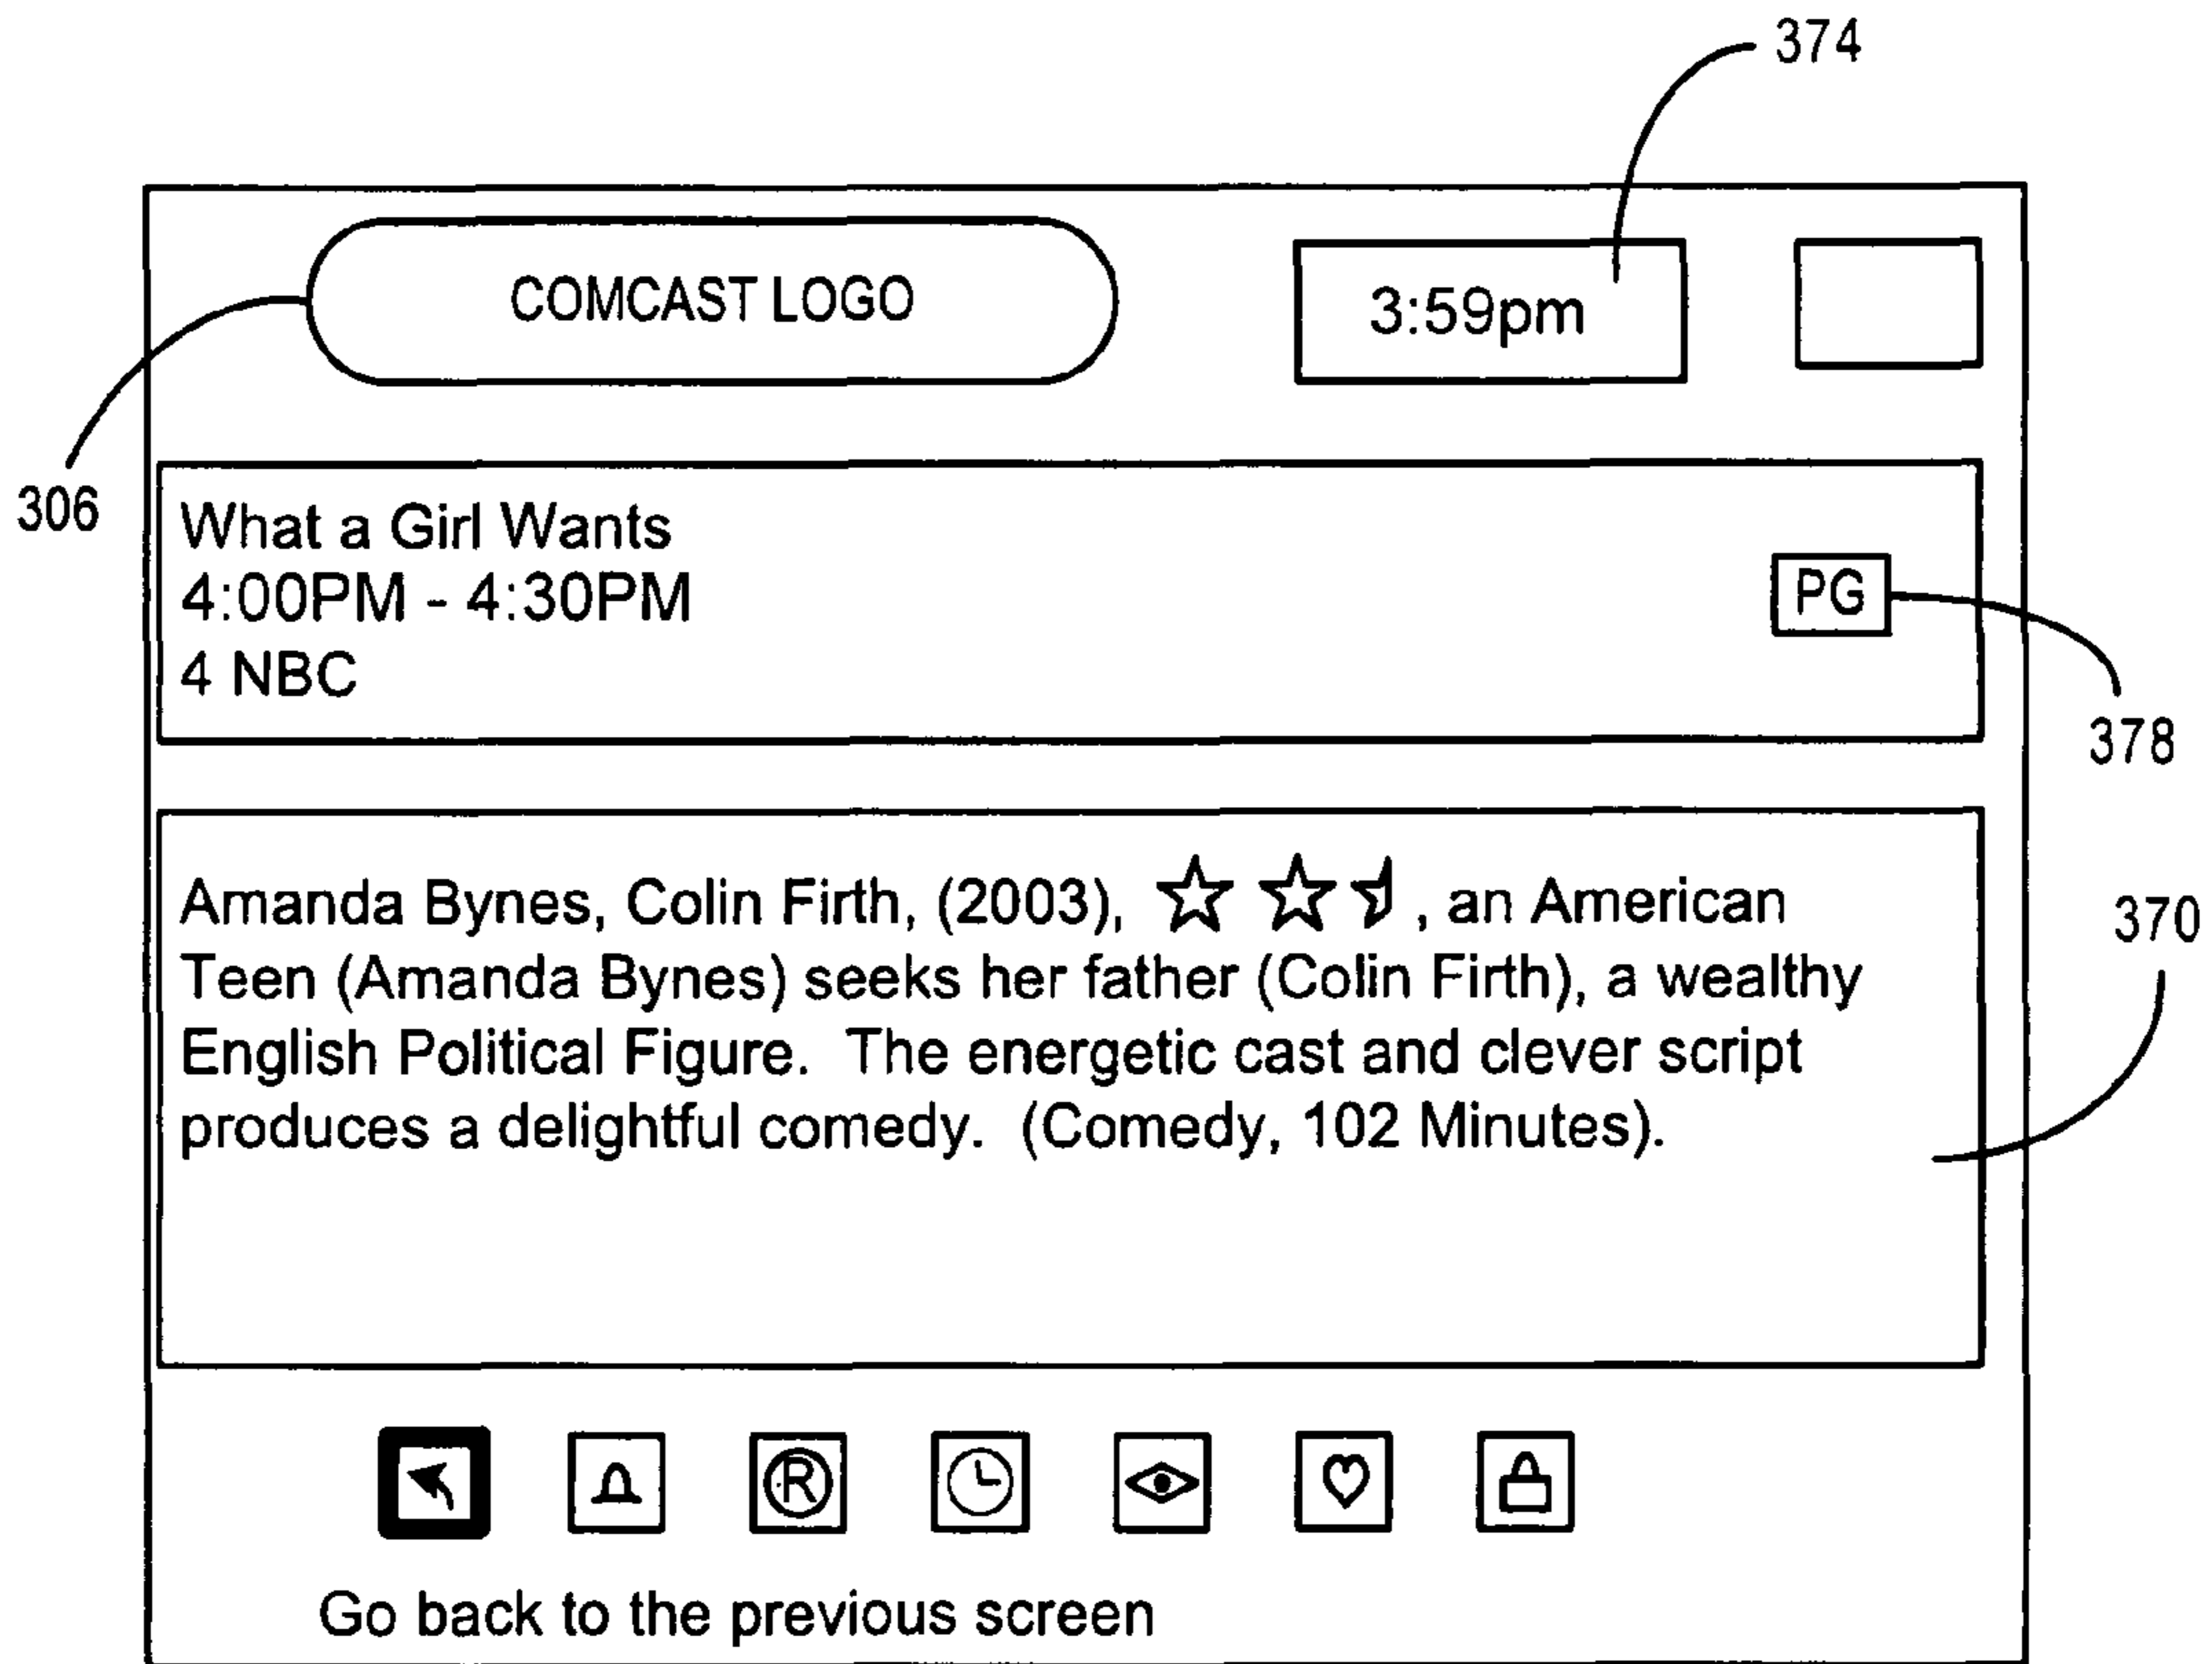 374
COMCAST LOGO
3:59pm
306
What a Girl Wants
4:00PM - 4:30PM
PG
4 NBC
378
Amanda Bynes, Colin Firth, (2003), ☆ ☆ , an American
370
Teen (Amanda Bynes) seeks her father (Colin Firth), a wealthy
English Political Figure. The energetic cast and clever script
produces a delightful comedy. (Comedy, 102 Minutes).
R
Go back to the previous screen